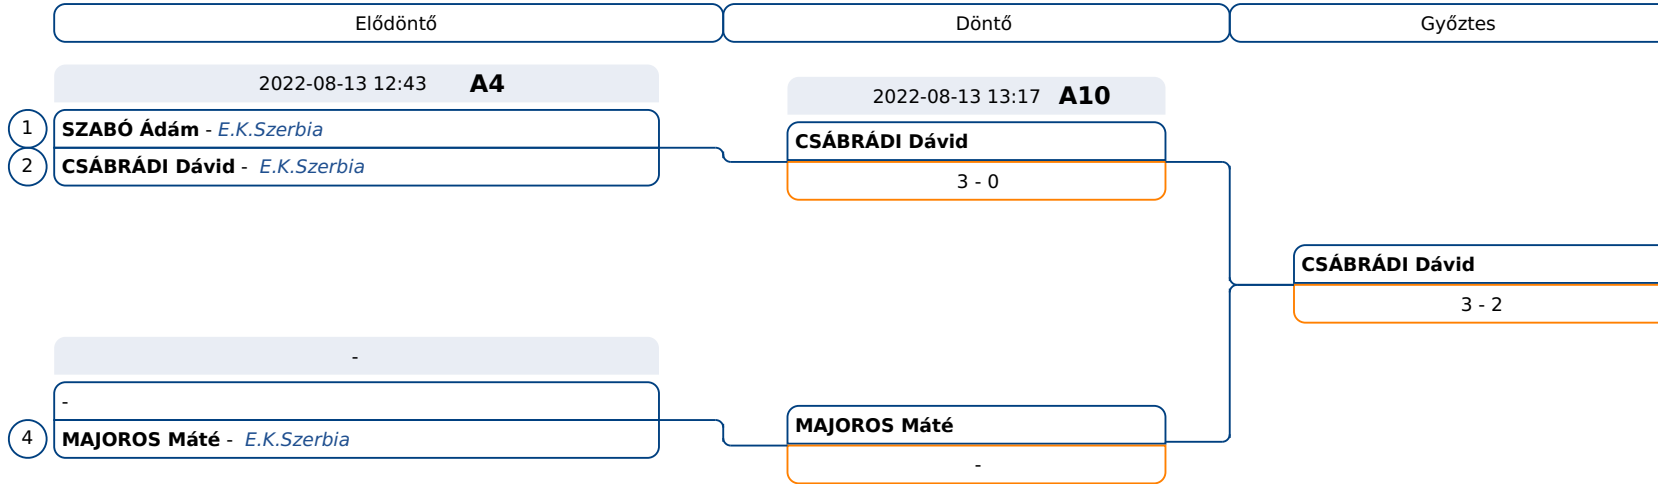 Elődöntő
Döntő
Győztes
2022-08-13 12:43 A4
1 SZABÓ Ádám - E.K.Szerbia
2 CSÁBRÁDI Dávid - E.K.Szerbia
2022-08-13 13:17 A10
CSÁBRÁDI Dávid
3 - 0
CSÁBRÁDI Dávid
3 - 2
-
-
4 MAJOROS Máté - E.K.Szerbia
MAJOROS Máté
-